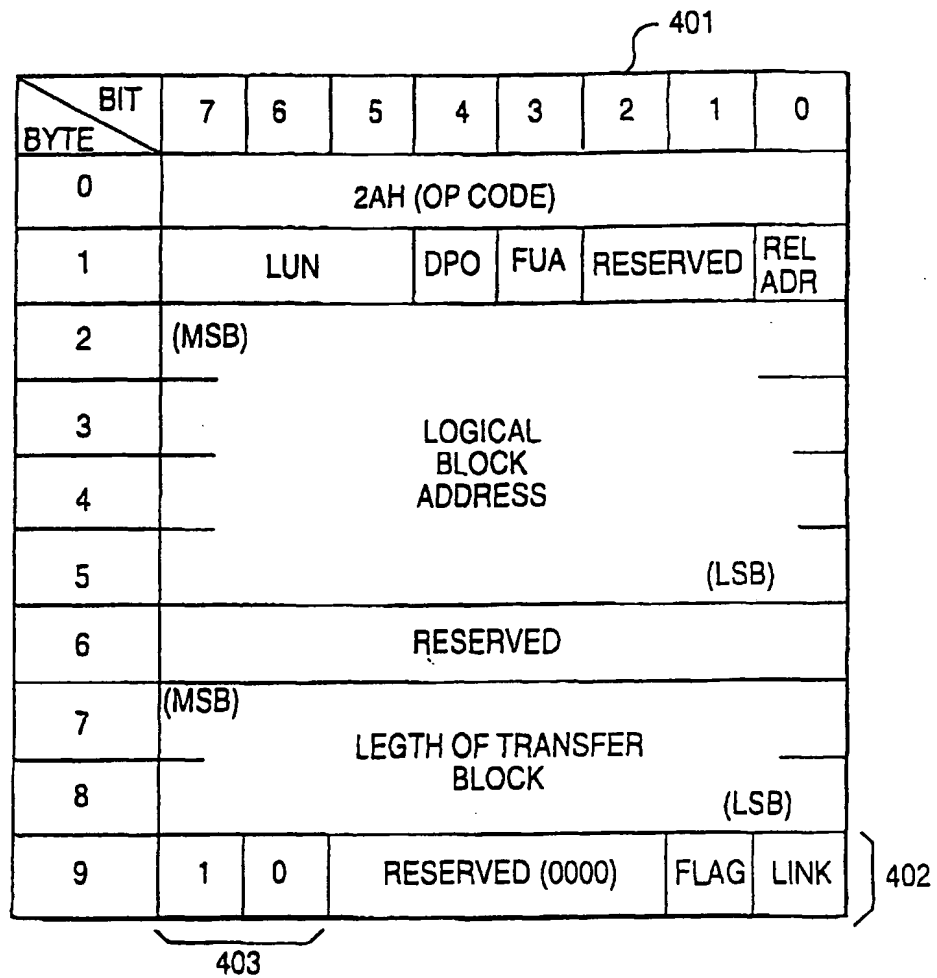 401
BIT 7 6 5 4 3 2 1 0
BYTE
0 2AH (OP CODE)
1 LUN DPO FUA RESERVED REL
ADR
2 (MSB)
3 LOGICAL
BLOCK
4 ADDRESS
5 (LSB)
6 RESERVED
(MSB)
7 LEGTH OF TRANSFER
BLOCK
8 (LSB)
9 1 0 RESERVED (0000) FLAG LINK 402
403